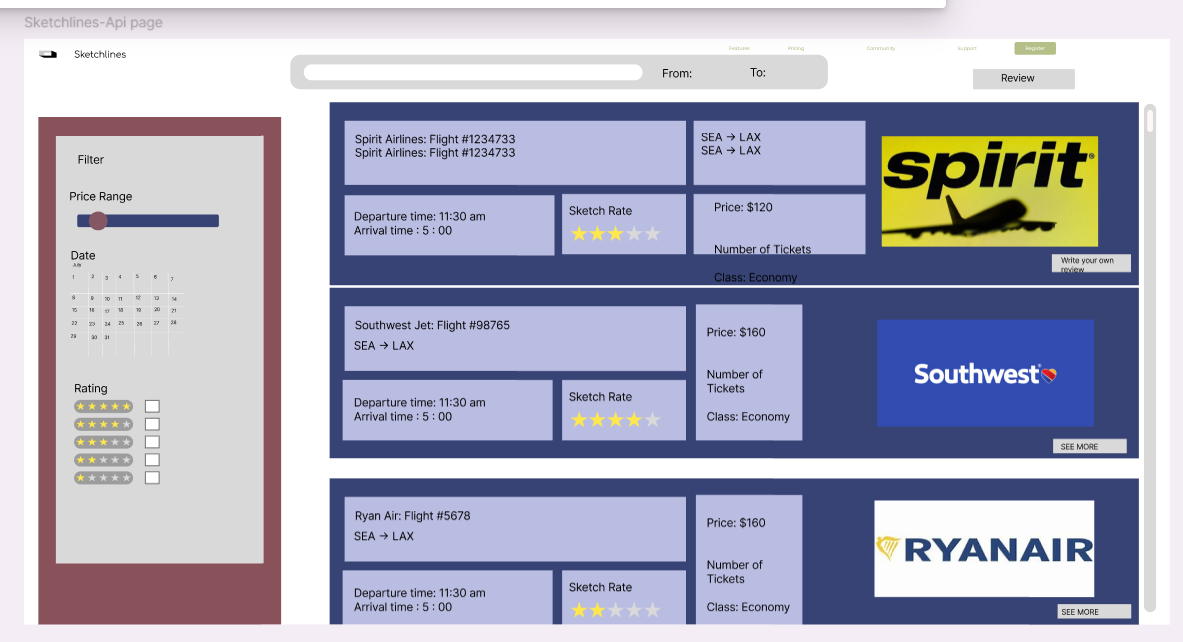 Sketchlines-Api page
Sketchlines
Features Pricing Community Support Register
From: To:
Review
Filter
Price Range
Date
July
1 2 3 4 5 6 7
8 9 10 11 12 13 14
15 16 17 18 19 20 21
22 23 24 25 26 27 28
29 30 31
Rating
Spirit Airlines: Flight #1234733
Spirit Airlines: Flight #1234733
SEA → LAX
SEA → LAX
Departure time: 11:30 am
Arrival time : 5 : 00
Sketch Rate
Price: $120
Number of Tickets
Class: Economy
spirit
Write your own
review
Southwest Jet: Flight #98765
SEA → LAX
Departure time: 11:30 am
Arrival time : 5 : 00
Sketch Rate
Price: $160
Number of
Tickets
Class: Economy
Southwest
SEE MORE
Ryan Air: Flight #5678
SEA → LAX
Departure time: 11:30 am
Arrival time : 5 : 00
Sketch Rate
Price: $160
Number of
Tickets
Class: Economy
RYANAIR
SEE MORE